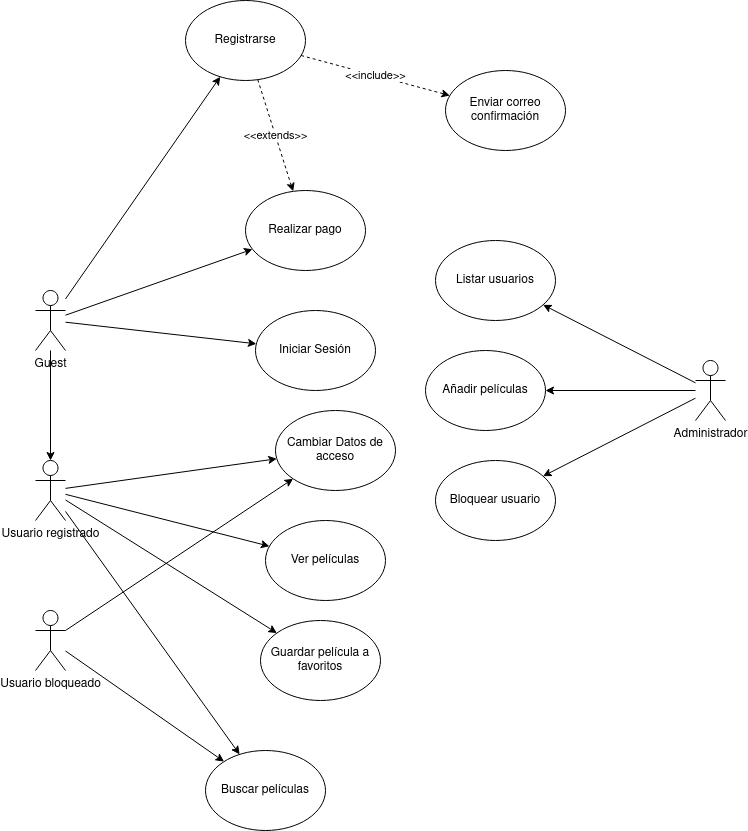 Registrarse
<<include>>
Enviar correo
confirmación
<<extends>>
Realizar pago
Listar usuarios
Iniciar Sesión
Guest
Añadir películas
Administrador
Cambiar Datos de
acceso
Bloquear usuario
Usuario registrado
Ver películas
Guardar película a
favoritos
Usuario bloqueado
Buscar películas